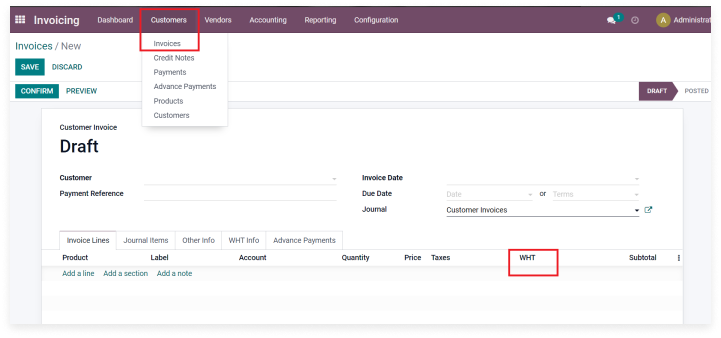 Invoicing Dashboard Customers Vendors Accounting Reporting Configuration 1 A Administrat
Invoices / New
Invoices
Credit Notes
Payments
Advance Payments
Products
Customers
SAVE DISCARD
CONFIRM PREVIEW DRAFT POSTED
Customer Invoice
Draft
Customer Invoice Date
Payment Reference Due Date Date or Terms
Journal Customer Invoices
Invoice Lines Journal Items Other Info WHT Info Advance Payments
Product Label Account Quantity Price Taxes WHT Subtotal
Add a line Add a section Add a note